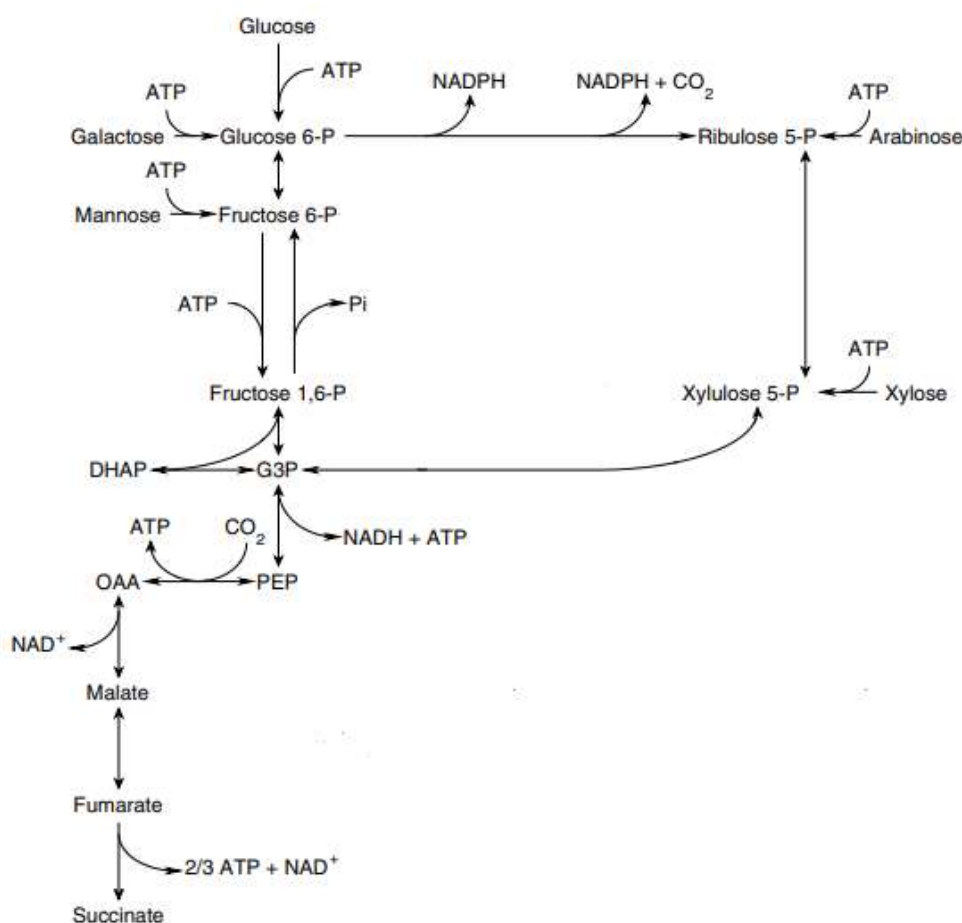 Glucose
ATP
ATP NADPH NADPH + CO₂ ATP
Galactose Glucose 6-P Ribulose 5-P Arabinose
ATP
Mannose Fructose 6-P
ATP Pi
ATP
Fructose 1,6-P Xylulose 5-P Xylose
DHAP G3P
ATP CO₂ NADH + ATP
OAA PEP
NAD⁺
Malate
Fumarate
2/3 ATP + NAD⁺
Succinate